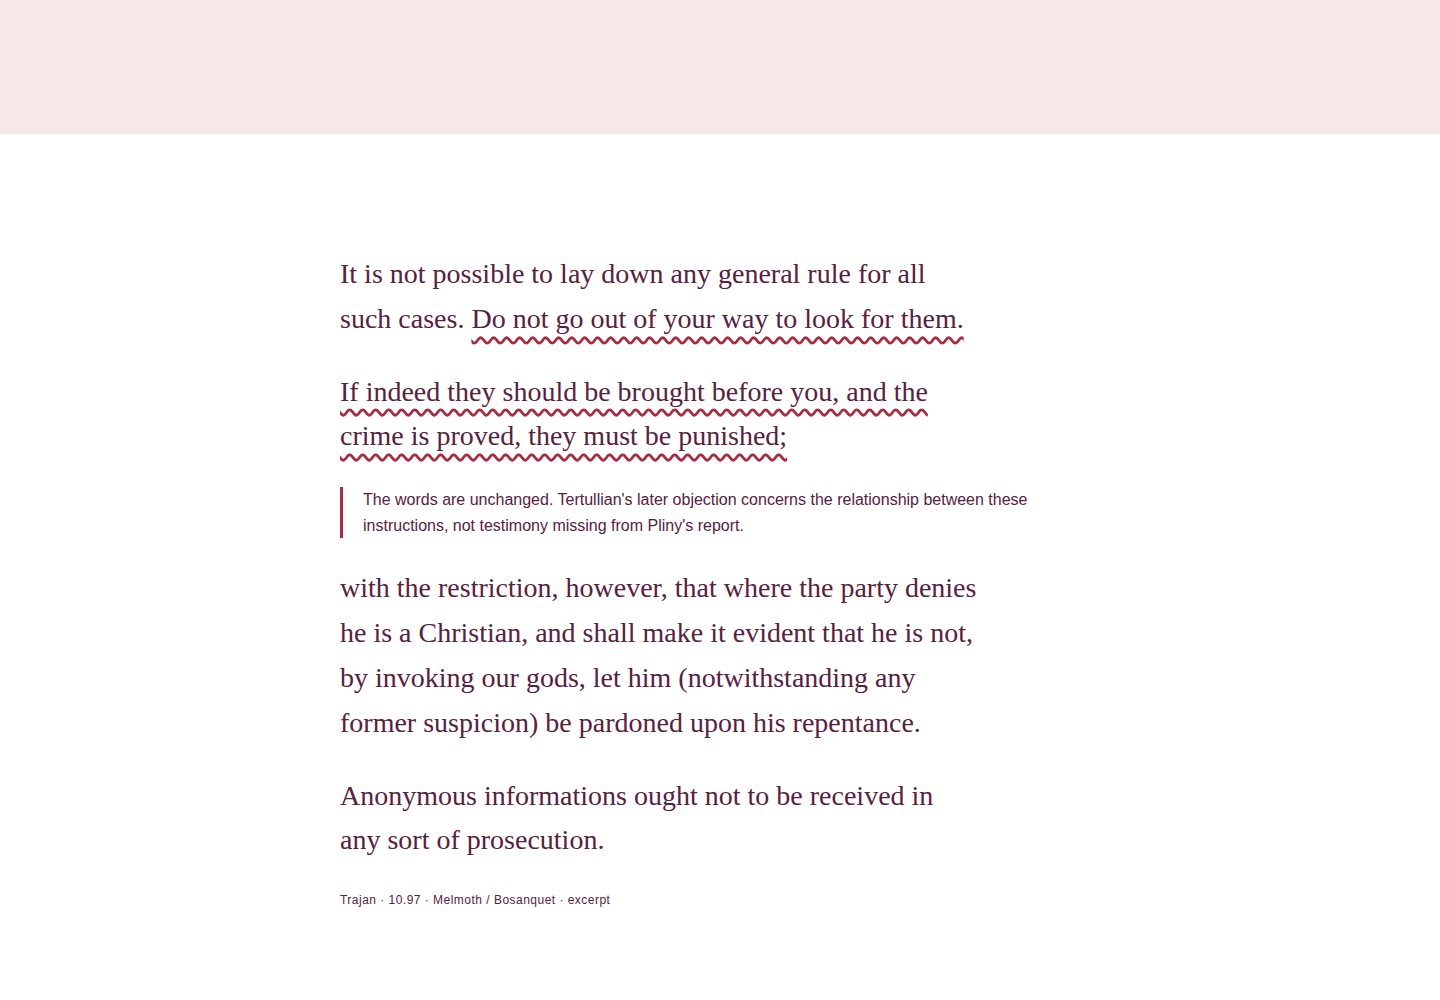 It is not possible to lay down any general rule for all
such cases. Do not go out of your way to look for them.
If indeed they should be brought before you, and the
crime is proved, they must be punished;
The words are unchanged. Tertullian's later objection concerns the relationship between these
instructions, not testimony missing from Pliny's report.
with the restriction, however, that where the party denies
he is a Christian, and shall make it evident that he is not,
by invoking our gods, let him (notwithstanding any
former suspicion) be pardoned upon his repentance.
Anonymous informations ought not to be received in
any sort of prosecution.
Trajan · 10.97 · Melmoth / Bosanquet · excerpt